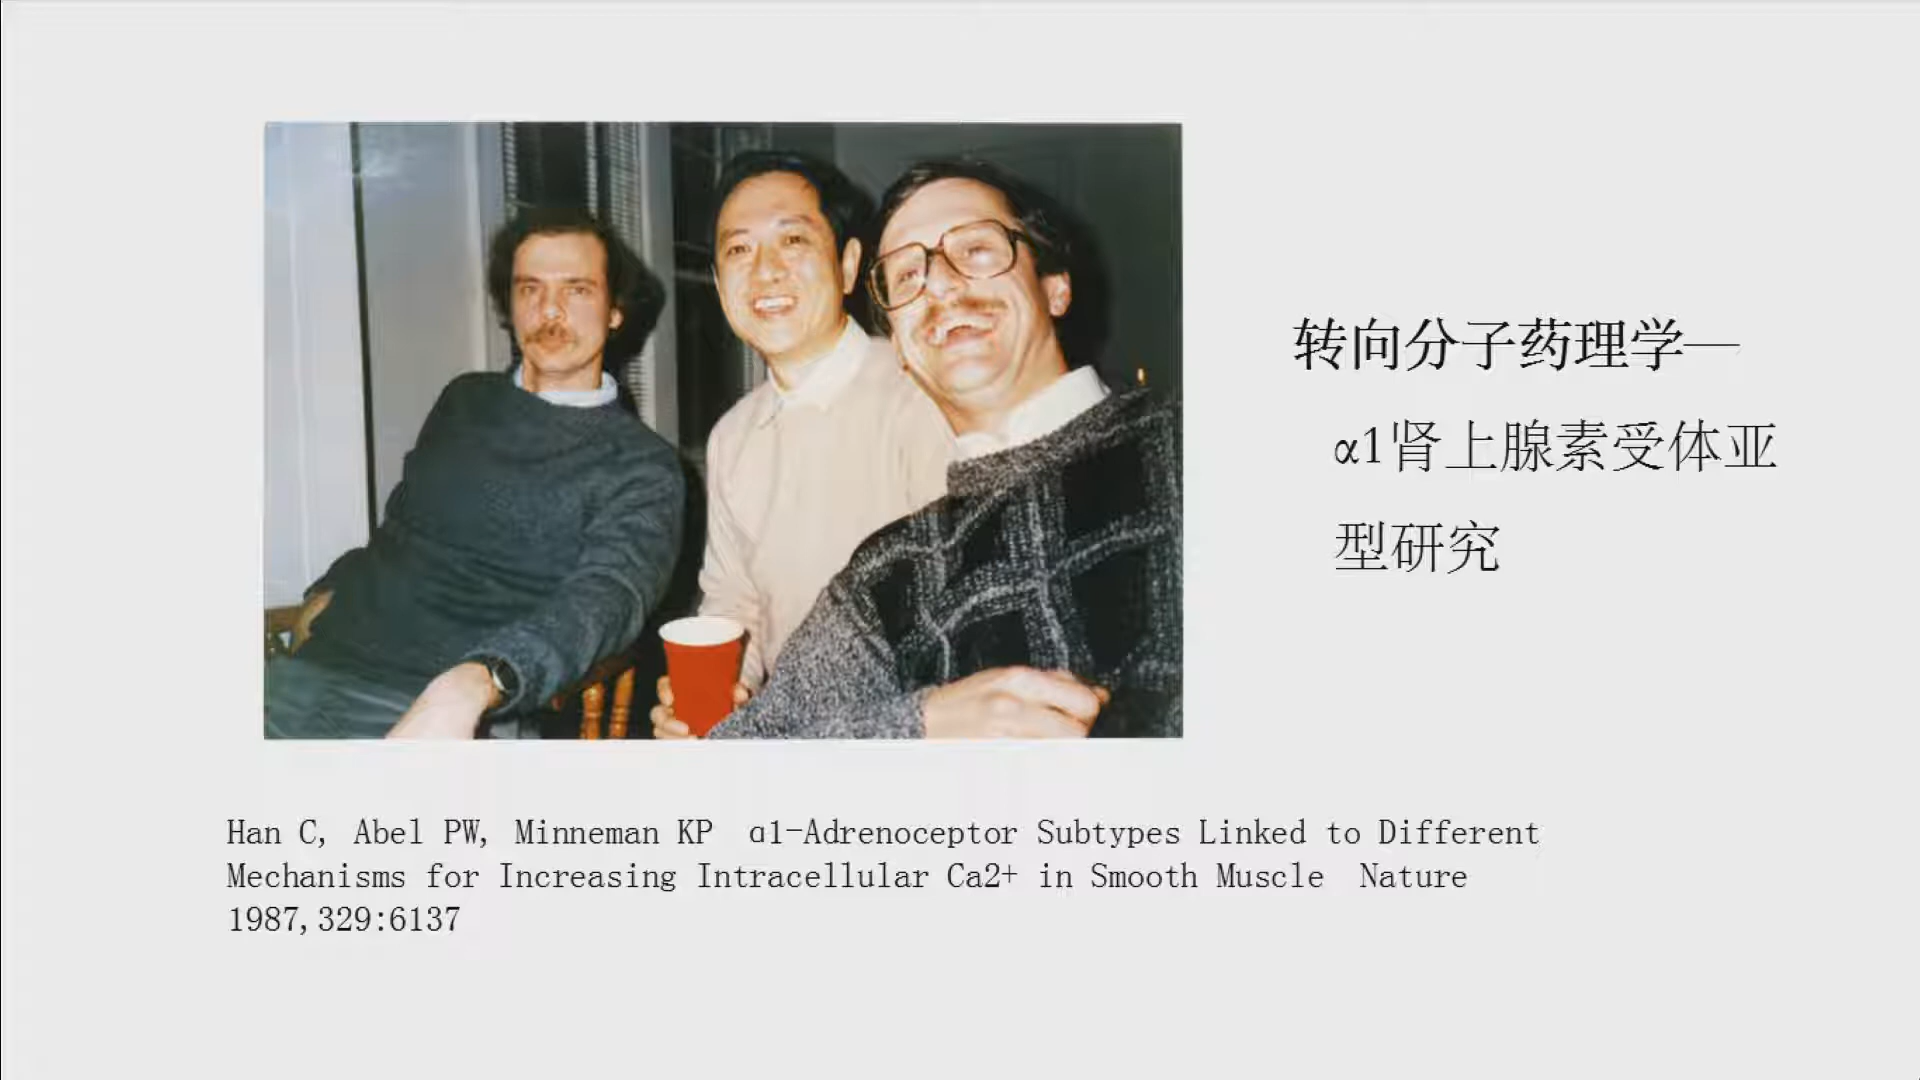 转向分子药理学—
α1肾上腺素受体亚
型研究
Han C, Abel PW, Minneman KP  α1-Adrenoceptor Subtypes Linked to Different
Mechanisms for Increasing Intracellular Ca2+ in Smooth Muscle  Nature
1987,329:6137